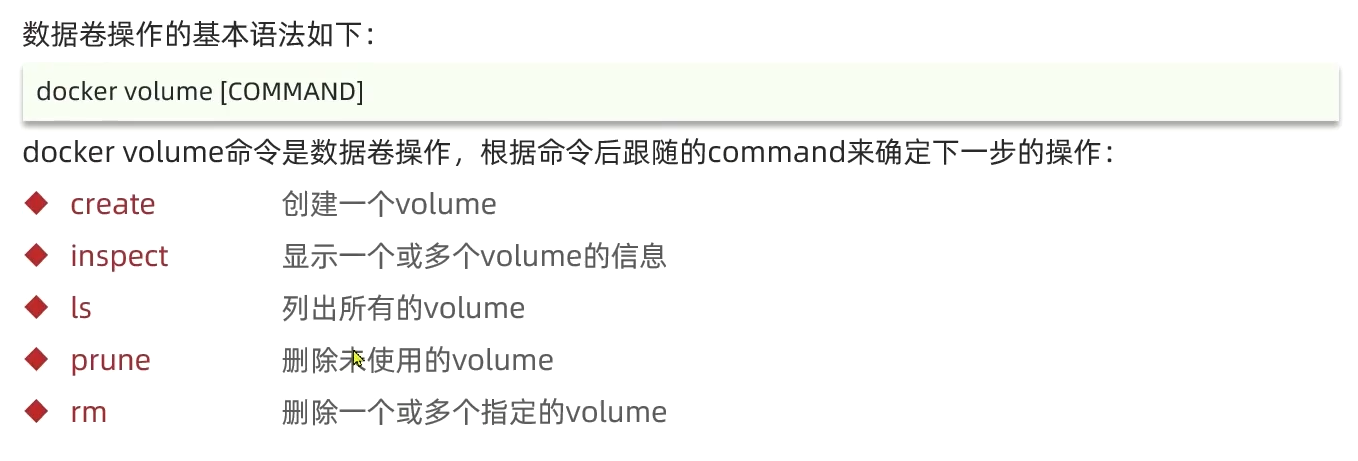 数据卷操作的基本语法如下：
docker volume [COMMAND]
docker volume命令是数据卷操作，根据命令后跟随的command来确定下一步的操作：
create 创建一个volume
inspect 显示一个或多个volume的信息
ls 列出所有的volume
prune 删除未使用的volume
rm 删除一个或多个指定的volume